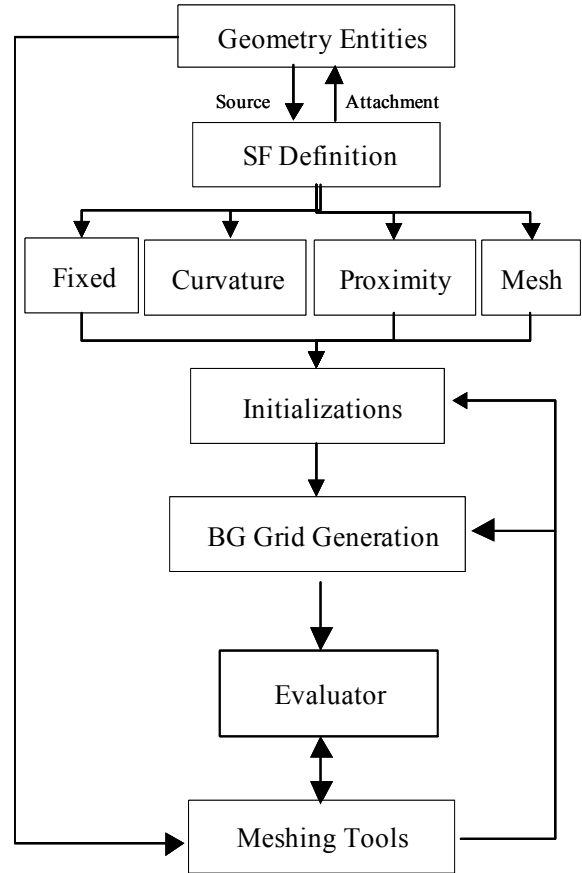 Geometry Entities
Source Attachment
SF Definition
Fixed Curvature Proximity Mesh
Initializations
BG Grid Generation
Evaluator
Meshing Tools